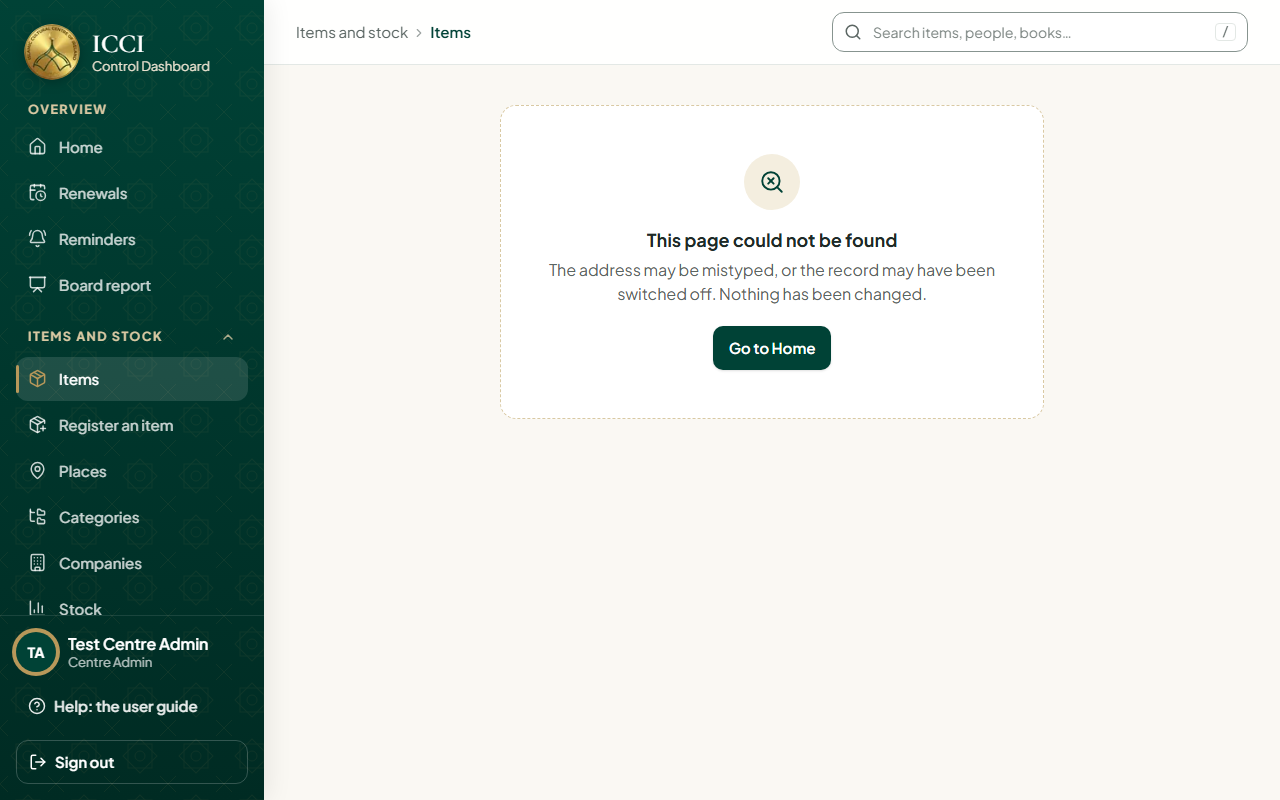 ICCI
Control Dashboard
OVERVIEW
Home
Renewals
Reminders
Board report
ITEMS AND STOCK
Items
Register an item
Places
Categories
Companies
Stock
TA
Test Centre Admin
Centre Admin
Help: the user guide
Sign out
Items and stock > Items
Search items, people, books…
/
This page could not be found
The address may be mistyped, or the record may have been
switched off. Nothing has been changed.
Go to Home